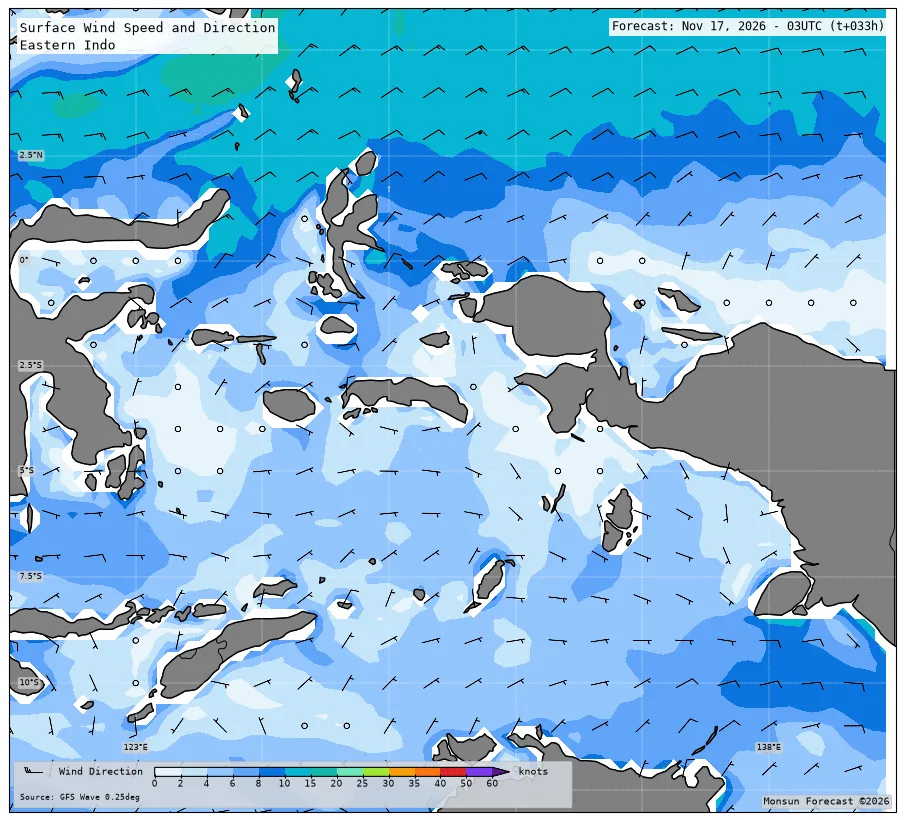 Surface Wind Speed and Direction
Eastern Indo
Forecast: Nov 17, 2026 - 03UTC (t+033h)
2.5°N
0°
2.5°S
5°S
7.5°S
10°S
123°E
138°E
Wind Direction
0 2 4 6 8 10 15 20 25 30 35 40 50 60
knots
Source: GFS Wave 0.25deg
Monsun Forecast ©2026